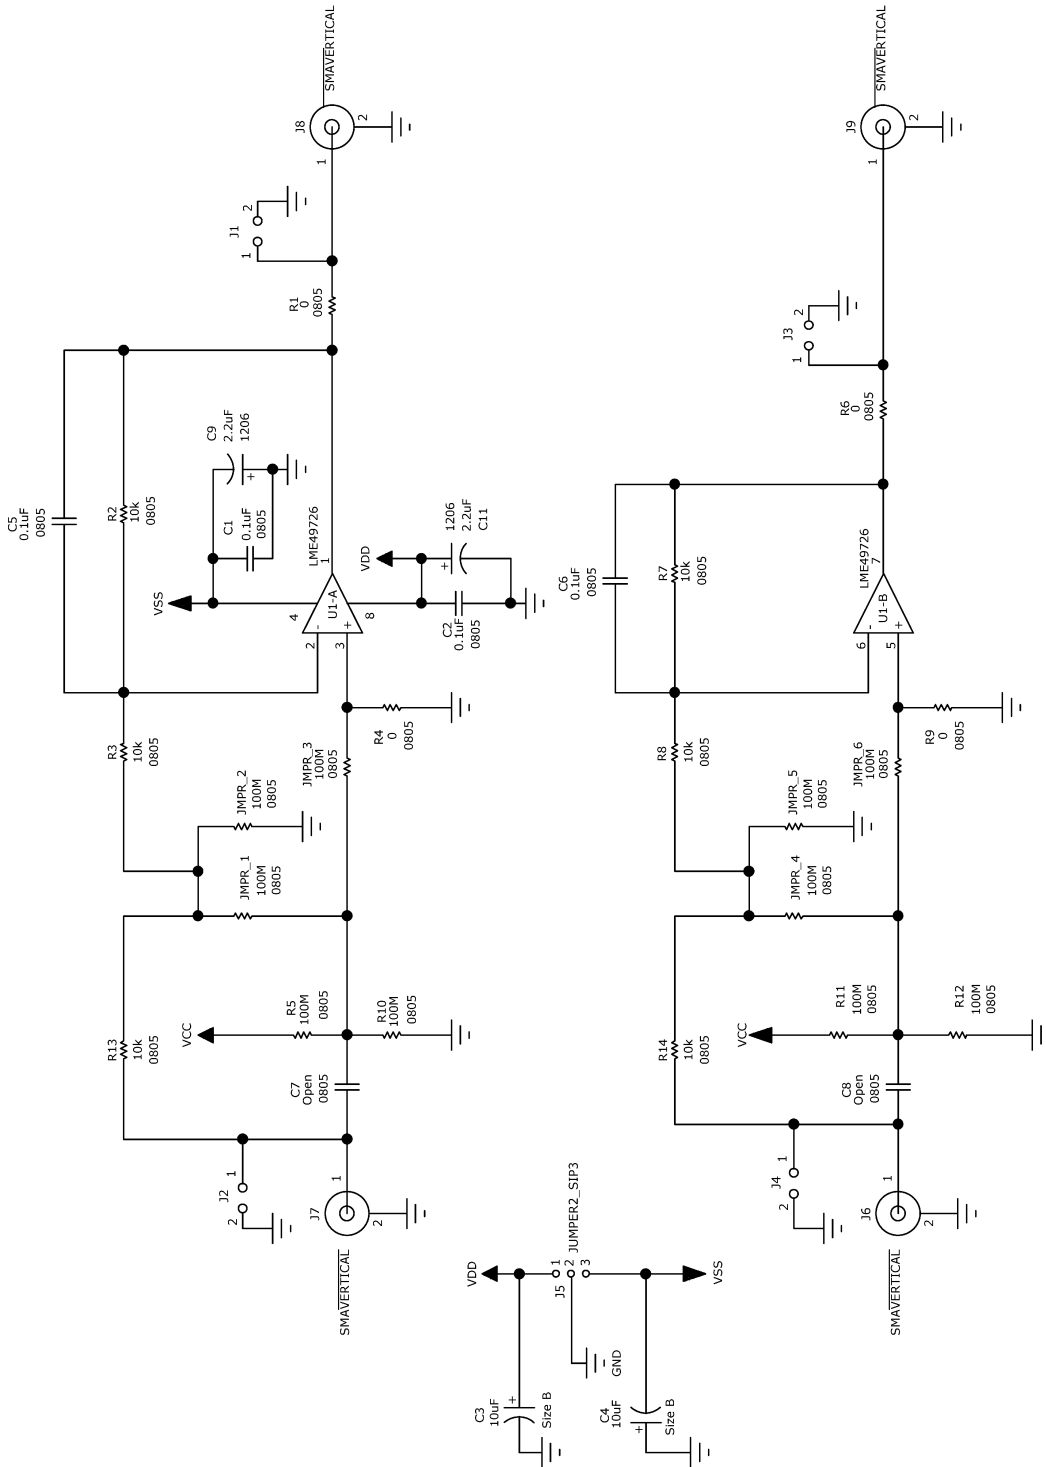 SMAVERTICAL
J8
1
2
J1
1
2
R1
0
0805
C5
0.1uF
0805
R2
10k
0805
C9
2.2uF
1206
+
C1
0.1uF
0805
VSS
LME49726
1
U1-A
4
8
2
3
-
+
VDD
1206
2.2uF
C11
+
C2
0.1uF
0805
R3
10k
0805
R4
0
0805
JMPR_3
100M
0805
JMPR_2
100M
0805
JMPR_1
100M
0805
R13
10k
0805
VCC
R5
100M
0805
R10
100M
0805
C7
Open
0805
J2
1
2
J7
1
2
SMAVERTICAL
VDD
J5
1
2
3
JUMPER2_SIP3
VSS
GND
C3
10uF
+
Size B
C4
10uF
+
Size B
SMAVERTICAL
J9
1
2
J3
1
2
R6
0
0805
C6
0.1uF
0805
R7
10k
0805
LME49726
7
U1-B
6
5
-
+
R8
10k
0805
R9
0
0805
JMPR_6
100M
0805
JMPR_5
100M
0805
JMPR_4
100M
0805
R14
10k
0805
VCC
R11
100M
0805
R12
100M
0805
C8
Open
0805
J4
1
2
J6
1
2
SMAVERTICAL